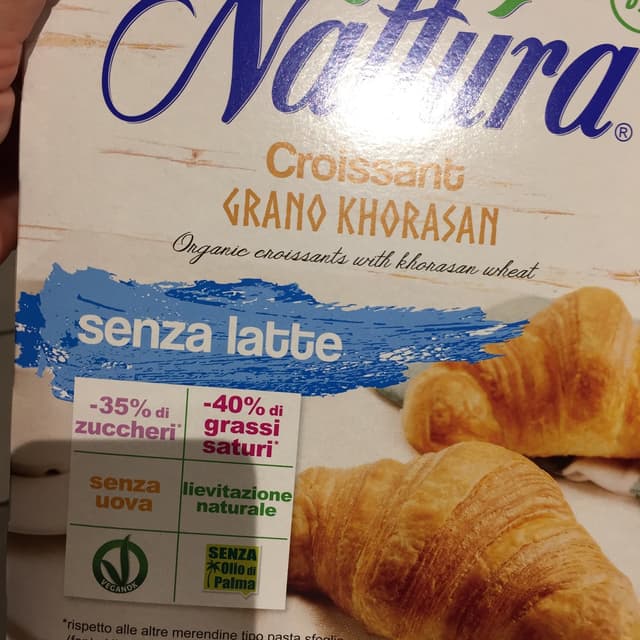 Nattura®
Croissant
GRANO KHORASAN
Organic croissants with khorasan wheat
senza latte
-35% di
zuccheri*
-40% di
grassi
saturi*
senza
uova
lievitazione
naturale
VEGANOK
SENZA
Olio di
Palma
*rispetto alle altre merendine tipo pasta sfoglia